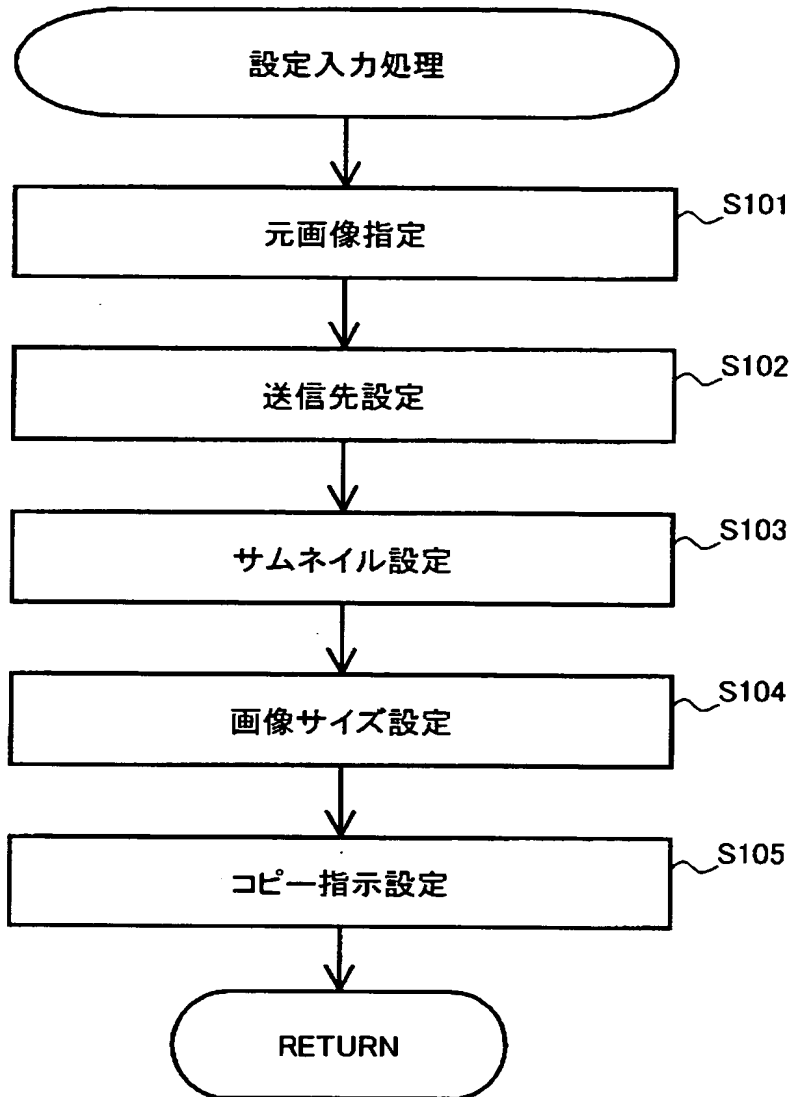 設定入力処理
元画像指定
S101
送信先設定
S102
サムネイル設定
S103
画像サイズ設定
S104
コピー指示設定
S105
RETURN